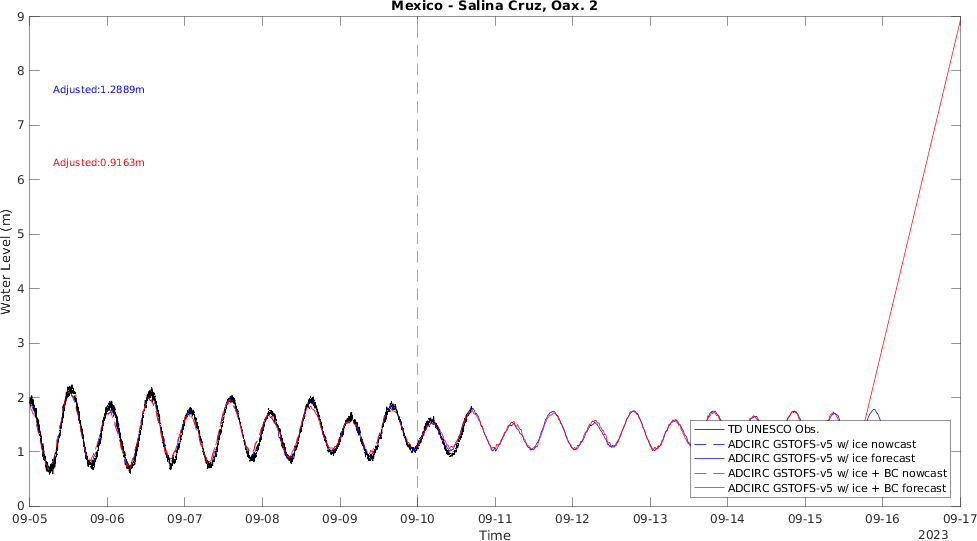 Mexico - Salina Cruz, Oax. 2
9
8
7
6
5
4
3
2
1
0
Water Level (m)
Adjusted:1.2889m
Adjusted:0.9163m
TD UNESCO Obs.
ADCIRC GSTOFS-v5 w/ ice nowcast
ADCIRC GSTOFS-v5 w/ ice forecast
ADCIRC GSTOFS-v5 w/ ice + BC nowcast
ADCIRC GSTOFS-v5 w/ ice + BC forecast
09-05 09-06 09-07 09-08 09-09 09-10 09-11 09-12 09-13 09-14 09-15 09-16 09-17
Time
2023